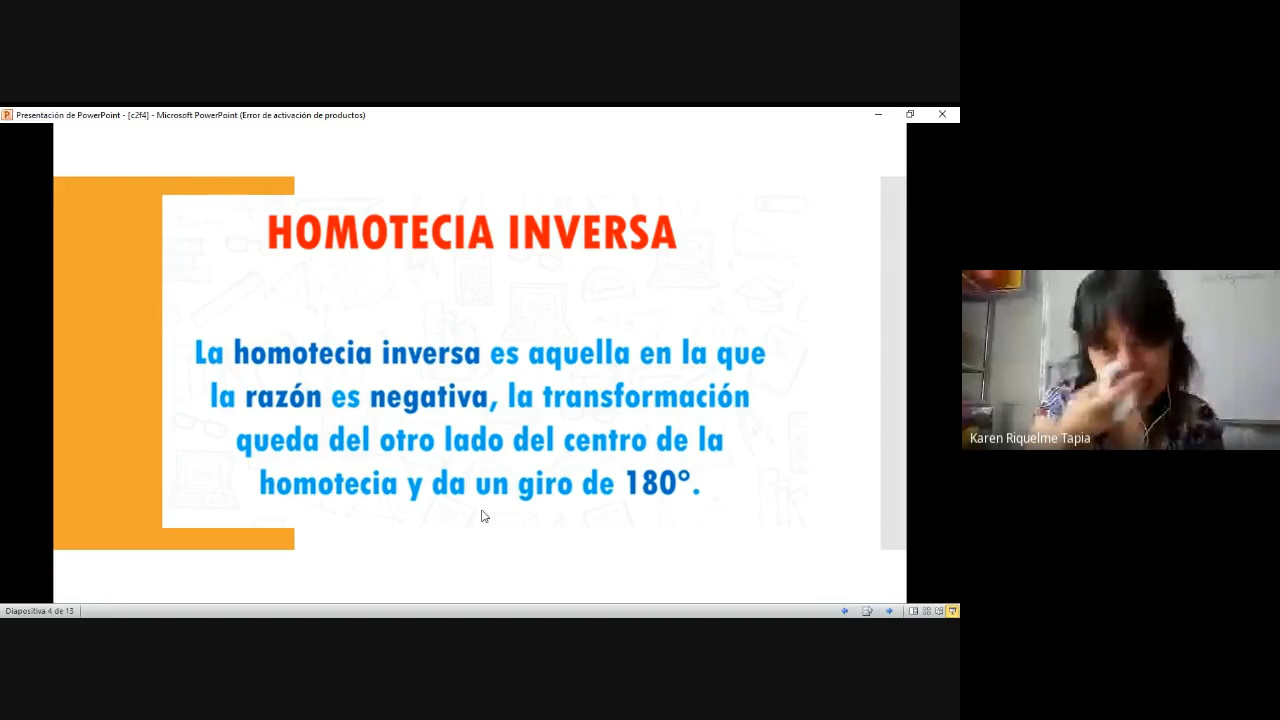 Presentación de PowerPoint - [c2f4] - Microsoft PowerPoint (Error de activación de productos)
HOMOTECIA INVERSA
La homotecia inversa es aquella en la que
la razón es negativa, la transformación
queda del otro lado del centro de la
homotecia y da un giro de 180°.
Karen Riquelme Tapia
Diapositiva 4 de 13